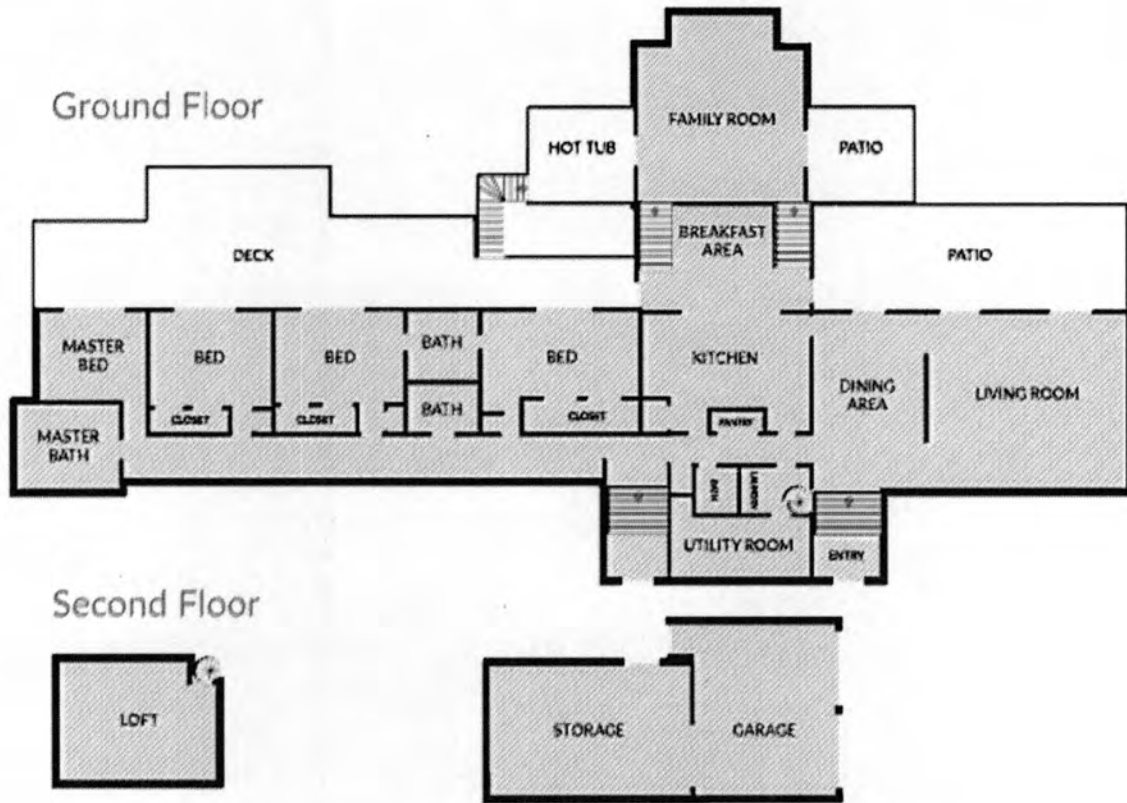 Ground Floor
FAMILY ROOM
HOT TUB
PATIO
BREAKFAST
AREA
DECK
PATIO
MASTER
BED
BED
BED
BATH
BED
KITCHEN
DINING
AREA
LIVING ROOM
CLOSET
CLOSET
BATH
CLOSET
PANTRY
MASTER
BATH
BATH
LAUNDRY
UTILITY ROOM
ENTRY
Second Floor
LOFT
STORAGE
GARAGE